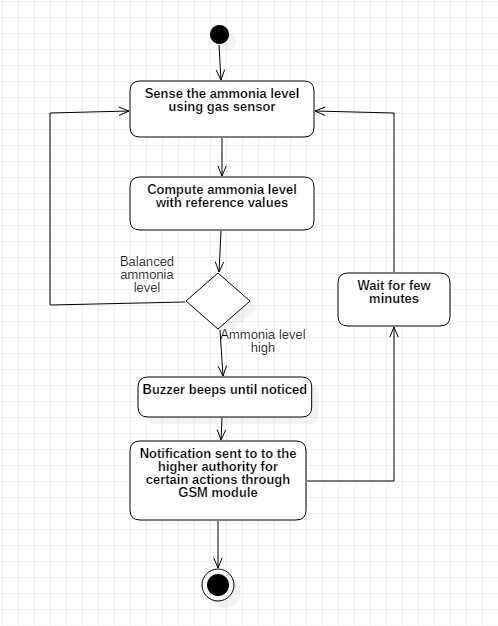 Sense the ammonia level
using gas sensor
Compute ammonia level
with reference values
Balanced
ammonia
level
Wait for few
minutes
Ammonia level
high
Buzzer beeps until noticed
Notification sent to to the
higher authority for
certain actions through
GSM module